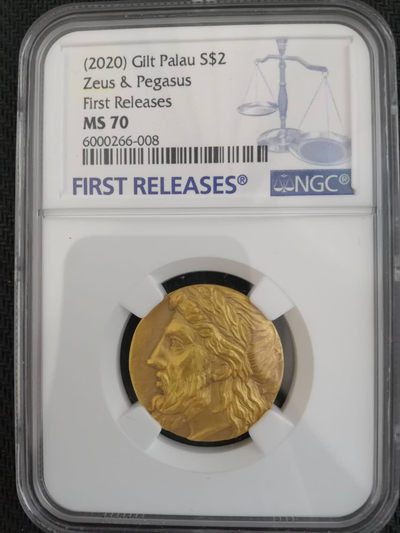 (2020) Gilt Palau S$2
Zeus & Pegasus
First Releases
MS 70
6000266-008
FIRST RELEASES® NGC®